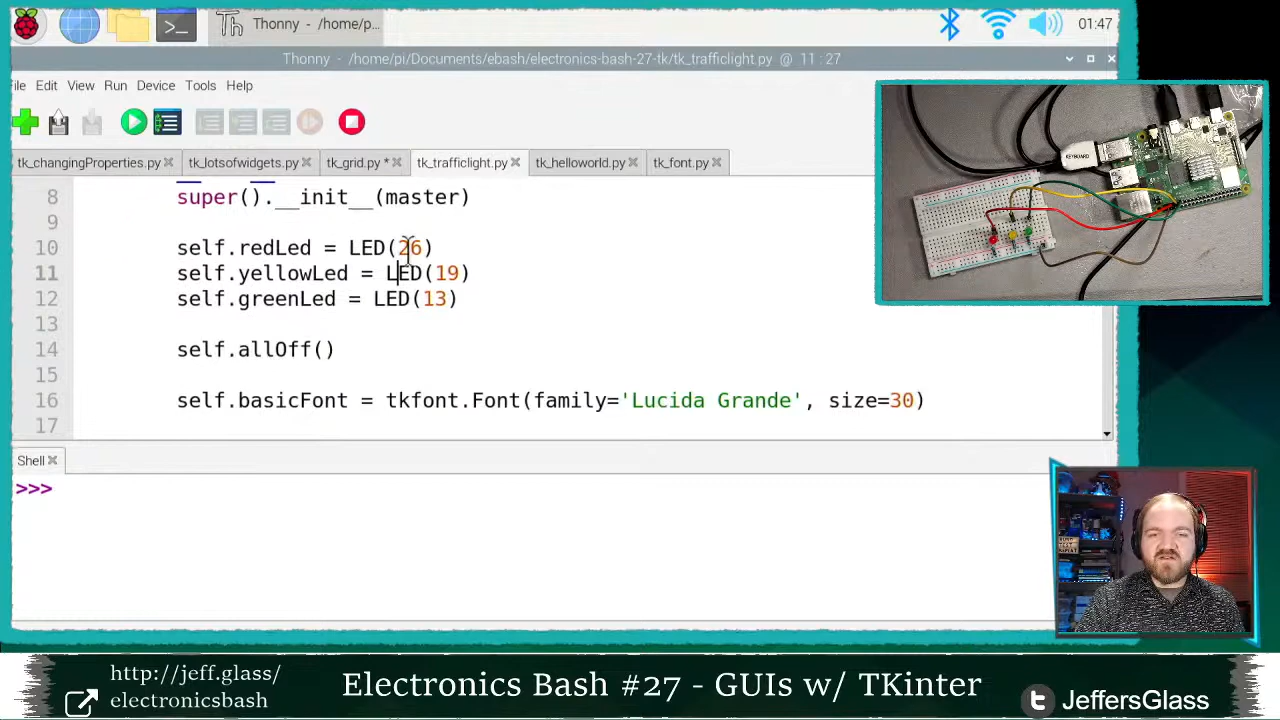 Thonny - /home/p...
01:47
Thonny - /home/pi/Documents/ebash/electronics-bash-27-tk/tk_trafficlight.py @ 11 : 27
ile Edit View Run Device Tools Help
tk_changingProperties.py tk_lotsofwidgets.py tk_grid.py * tk_trafficlight.py tk_helloworld.py tk_font.py
8 super().__init__(master)
9
10 self.redLed = LED(26)
11 self.yellowLed = LED(19)
12 self.greenLed = LED(13)
13
14 self.allOff()
15
16 self.basicFont = tkfont.Font(family='Lucida Grande', size=30)
17
KEYBOARD
Shell
>>>
http://jeff.glass/
electronicsbash
Electronics Bash #27 - GUIs w/ TKinter
JeffersGlass